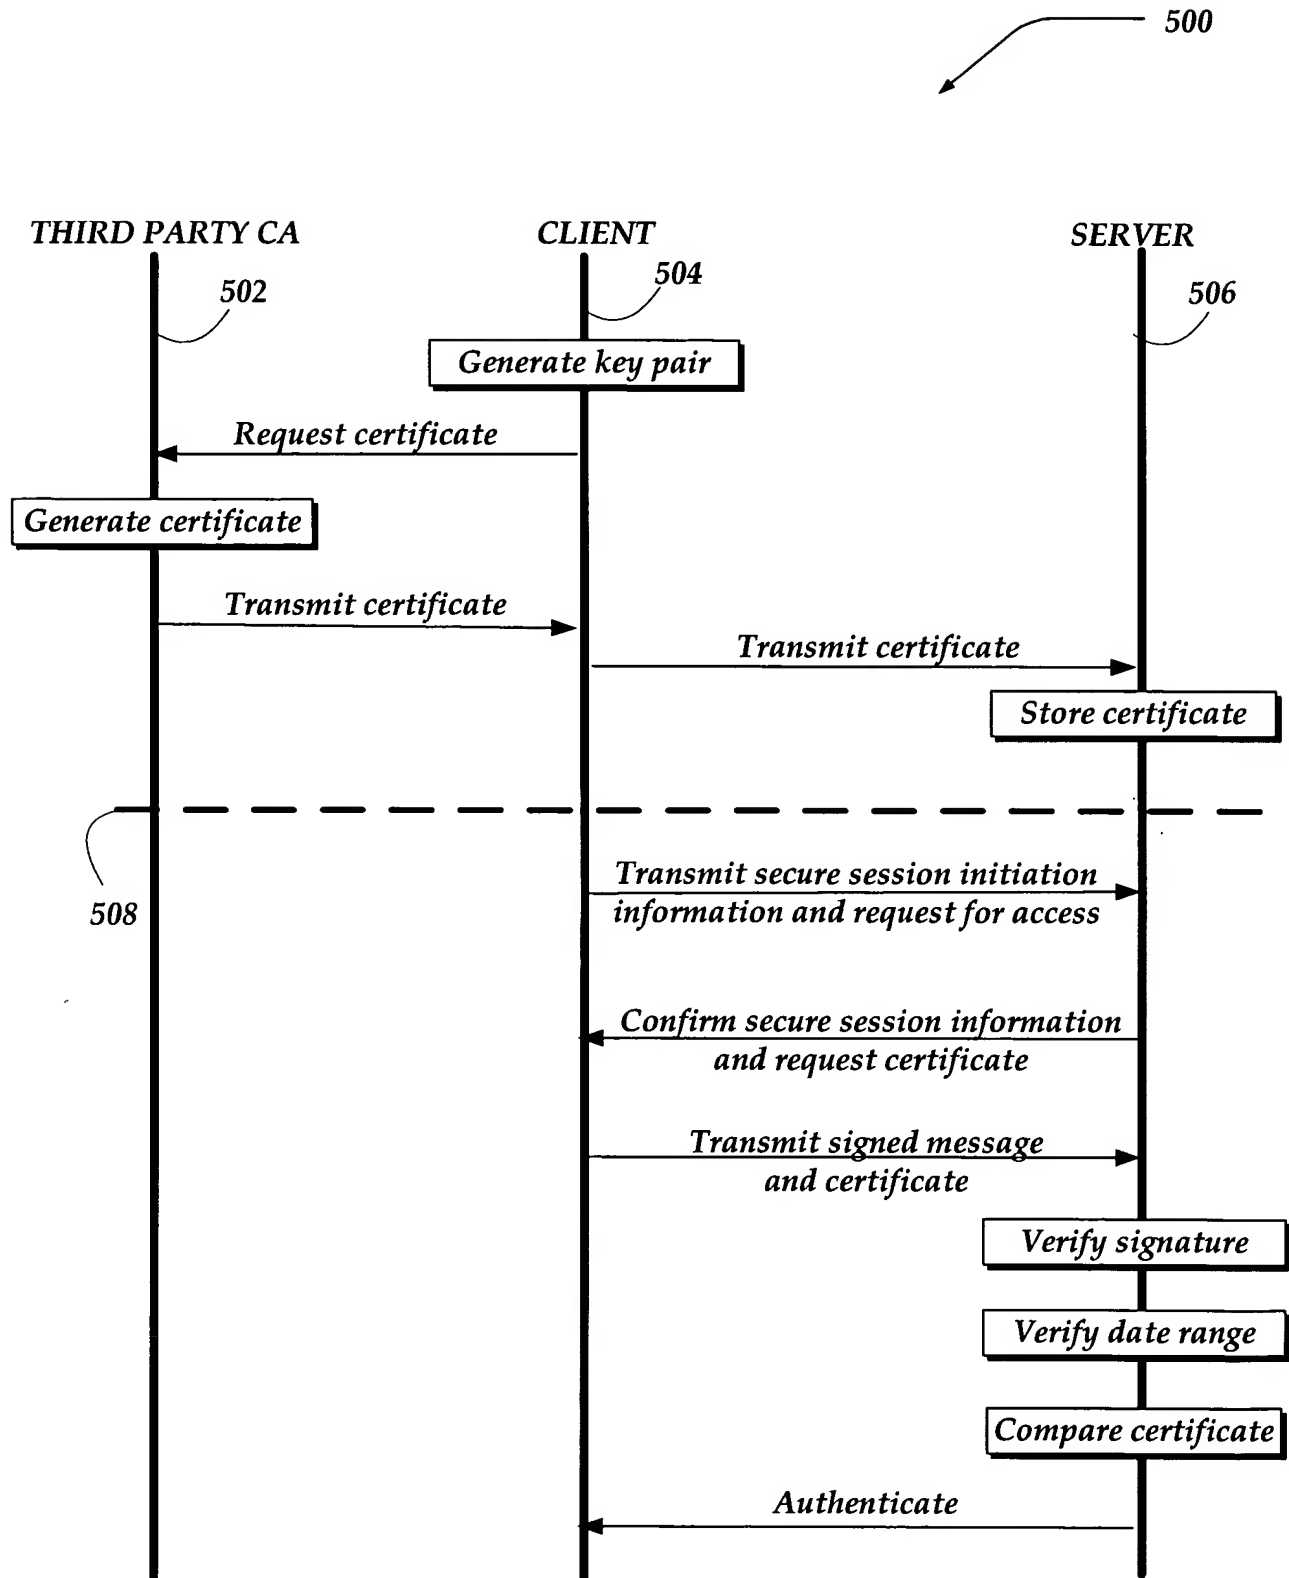 500
THIRD PARTY CA
CLIENT
SERVER
502
504
506
Generate key pair
Request certificate
Generate certificate
Transmit certificate
Transmit certificate
Store certificate
508
Transmit secure session initiation
information and request for access
Confirm secure session information
and request certificate
Transmit signed message
and certificate
Verify signature
Verify date range
Compare certificate
Authenticate